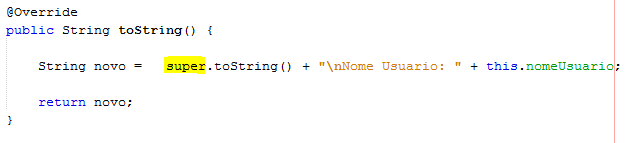 @Override
public String toString() {
String novo =   super.toString() + "\nNome Usuario: " + this.nomeUsuario;
return novo;
}